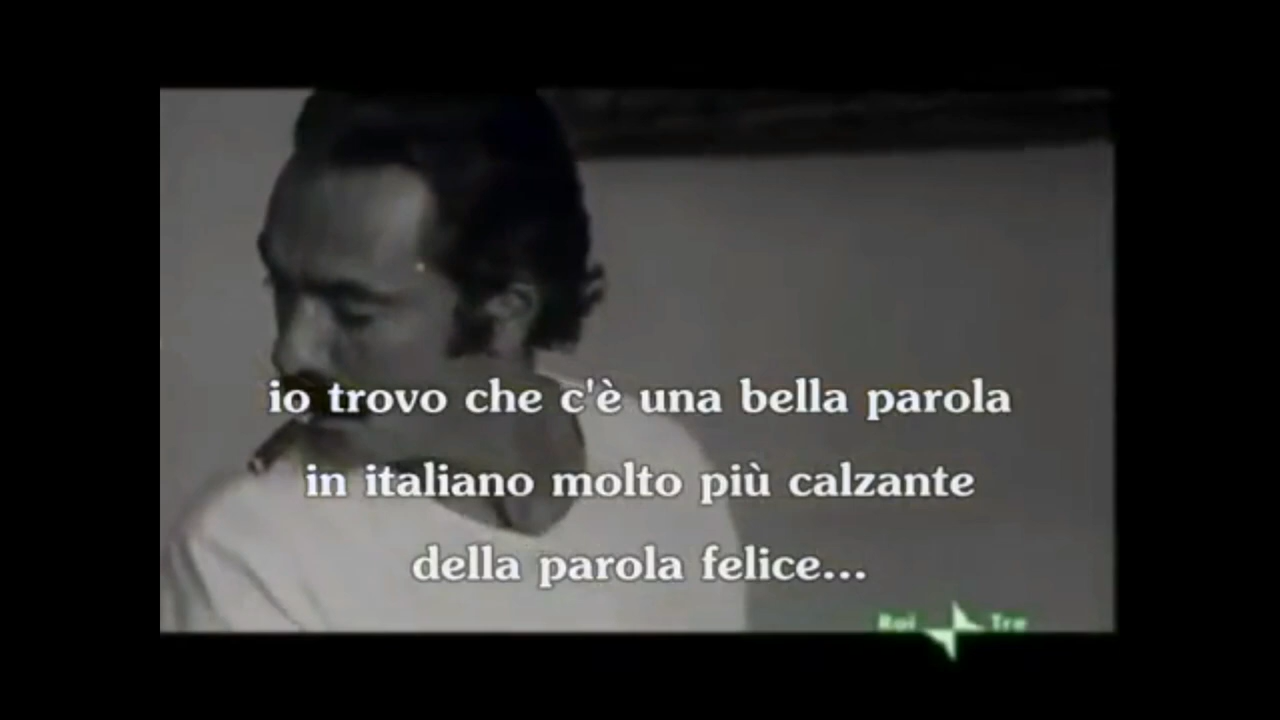 io trovo che c'è una bella parola
in italiano molto più calzante
della parola felice...
Rai Tre